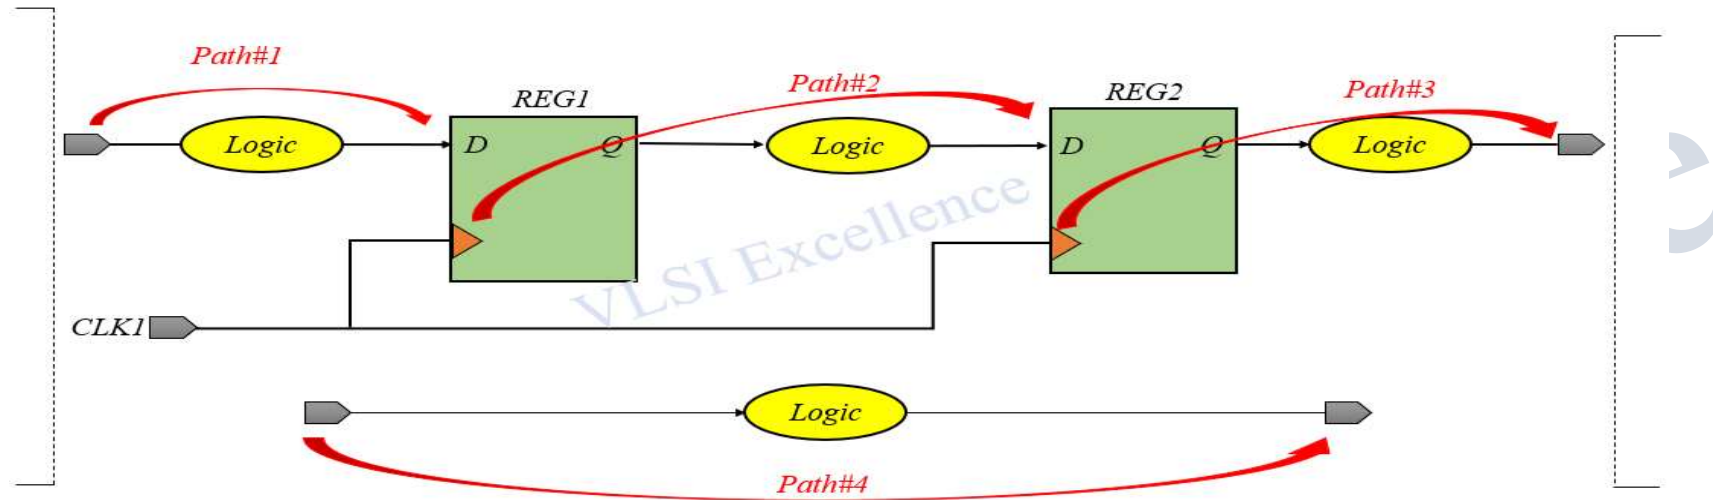 Path#1
Path#2
Path#3
REG1
REG2
Logic
D
Q
Logic
D
Q
Logic
VLSI Excellence
CLK1
Logic
Path#4